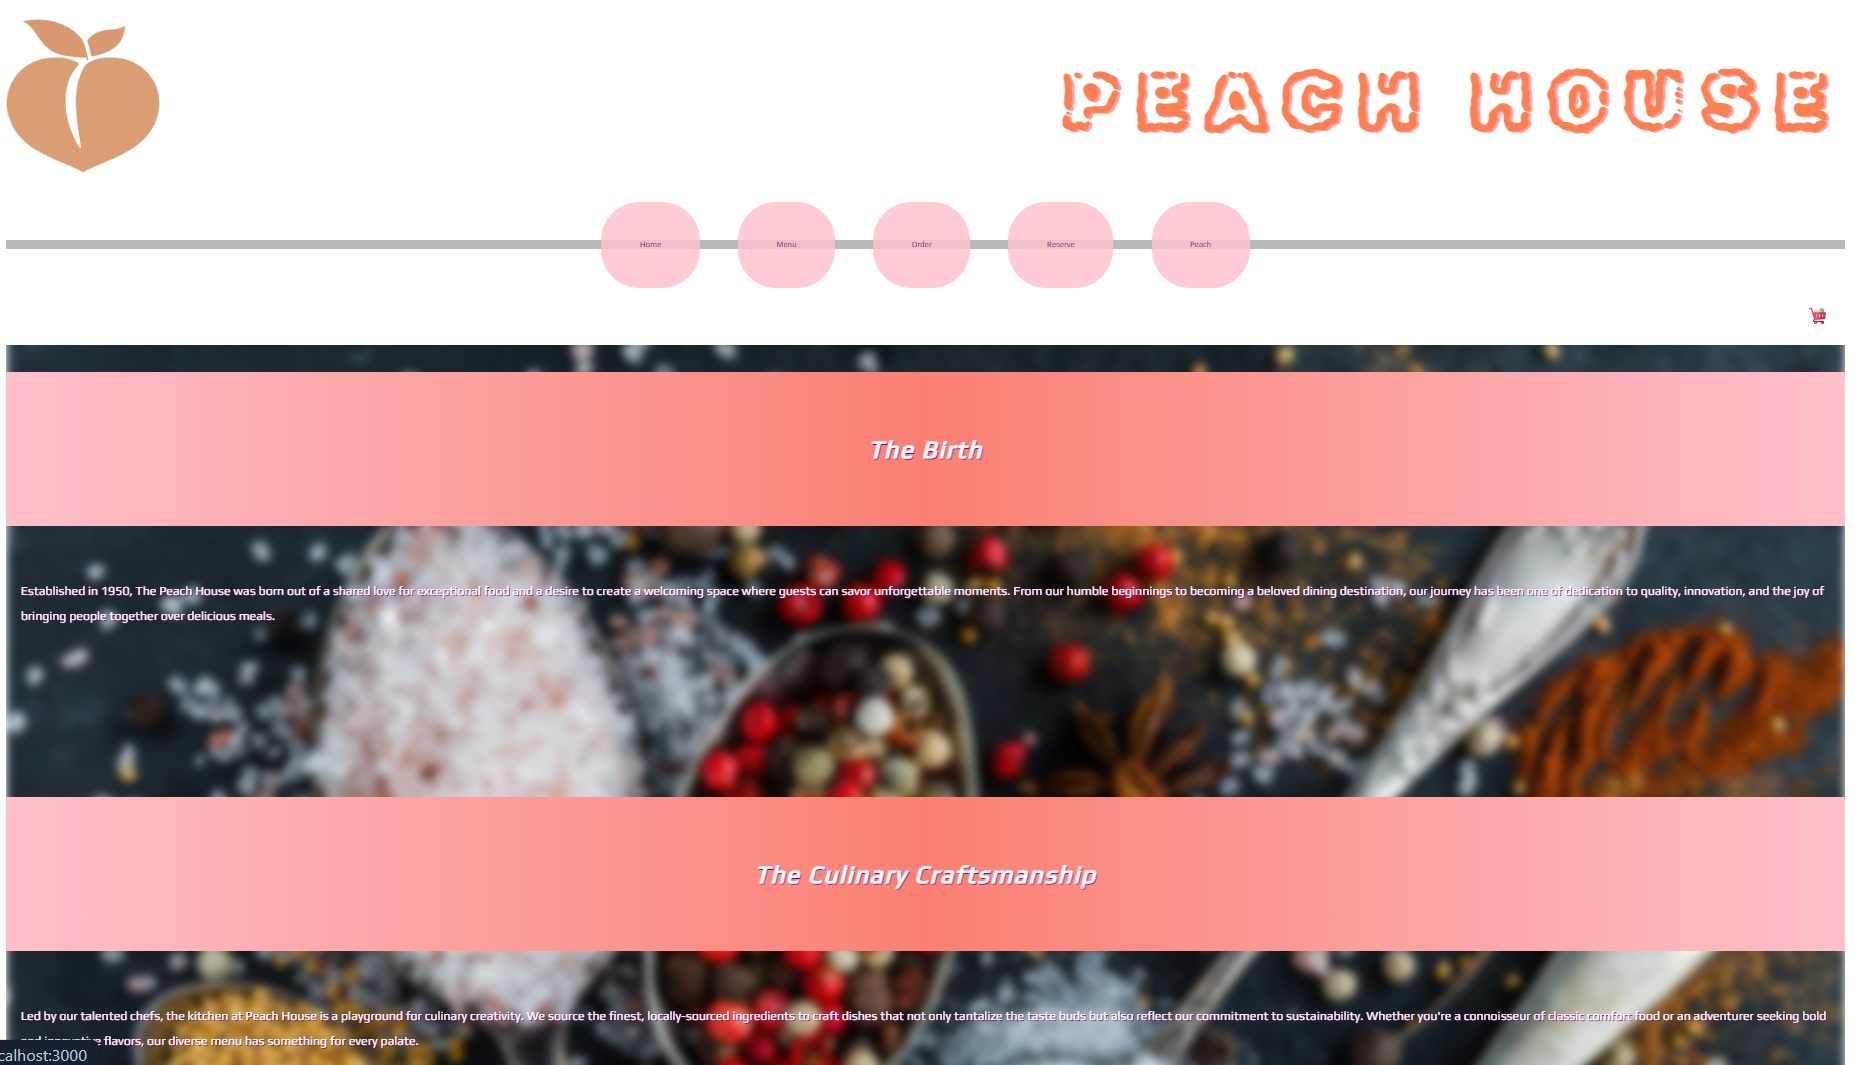 PEACH HOUSE
Home
Menu
Order
Reserve
Peach
The Birth
Established in 1950, The Peach House was born out of a shared love for exceptional food and a desire to create a welcoming space where guests can savor unforgettable moments. From our humble beginnings to becoming a beloved dining destination, our journey has been one of dedication to quality, innovation, and the joy of
bringing people together over delicious meals.
The Culinary Craftsmanship
Led by our talented chefs, the kitchen at Peach House is a playground for culinary creativity. We source the finest, locally-sourced ingredients to craft dishes that not only tantalize the taste buds but also reflect our commitment to sustainability. Whether you're a connoisseur of classic comfort food or an adventurer seeking bold
and innovative flavors, our diverse menu has something for every palate.
calhost:3000